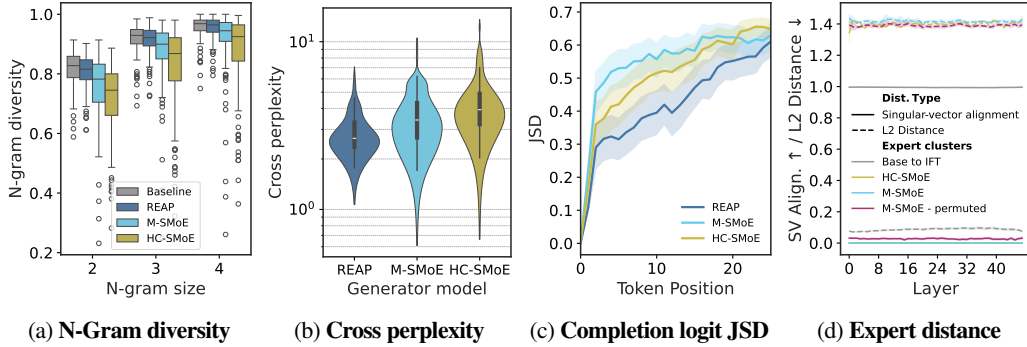 N-gram diversity
1.0
0.8
0.6
0.4
0.2
Baseline
REAP
M-SMoE
HC-SMoE
2 3 4
N-gram size
(a) N-Gram diversity
Cross perplexity
10¹
10⁰
REAP M-SMoE HC-SMoE
Generator model
(b) Cross perplexity
JSD
0.7
0.6
0.5
0.4
0.3
0.2
0.1
0.0
REAP
M-SMoE
HC-SMoE
0 10 20
Token Position
(c) Completion logit JSD
SV Align. ↑ / L2 Distance ↓
1.4
1.2
1.0
0.8
0.6
0.4
0.2
0.0
Dist. Type
Singular-vector alignment
L2 Distance
Expert clusters
Base to IFT
HC-SMoE
M-SMoE
M-SMoE - permuted
0 8 16 24 32 40
Layer
(d) Expert distance